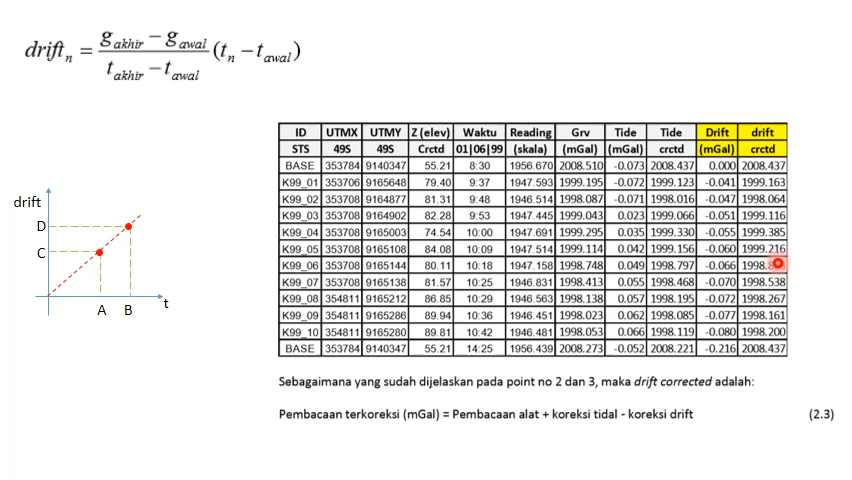 drift_n = (g_akhir − g_awal) / (t_akhir − t_awal) (t_n − t_awal)
ID UTMX UTMY Z (elev) Waktu Reading Grv Tide Tide Drift drift
STS 49S 49S Crctd 01|06|99 (skala) (mGal) (mGal) crctd (mGal) crctd
BASE 353784 9140347 55.21 8:30 1956.670 2008.510 -0.073 2008.437 0.000 2008.437
K99_01 353706 9165648 79.40 9:37 1947.593 1999.195 -0.072 1999.123 -0.041 1999.163
K99_02 353708 9164877 81.31 9:48 1946.514 1998.087 -0.071 1998.016 -0.047 1998.064
K99_03 353708 9164902 82.28 9:53 1947.445 1999.043 0.023 1999.066 -0.051 1999.116
K99_04 353708 9165003 74.54 10:00 1947.691 1999.295 0.035 1999.330 -0.055 1999.385
K99_05 353708 9165108 84.08 10:09 1947.514 1999.114 0.042 1999.156 -0.060 1999.216
K99_06 353708 9165144 80.11 10:18 1947.158 1998.748 0.049 1998.797 -0.066
K99_07 353708 9165138 81.57 10:25 1946.831 1998.413 0.055 1998.468 -0.070 1998.538
K99_08 354811 9165212 86.85 10:29 1946.563 1998.138 0.057 1998.195 -0.072 1998.267
K99_09 354811 9165286 89.94 10:36 1946.451 1998.023 0.062 1998.085 -0.077 1998.161
K99_10 354811 9165280 89.81 10:42 1946.481 1998.053 0.066 1998.119 -0.080 1998.200
BASE 353784 9140347 55.21 14:25 1956.439 2008.273 -0.052 2008.221 -0.216 2008.437
drift
D
C
A B t
Sebagaimana yang sudah dijelaskan pada point no 2 dan 3, maka drift corrected adalah:
Pembacaan terkoreksi (mGal) = Pembacaan alat + koreksi tidal - koreksi drift (2.3)